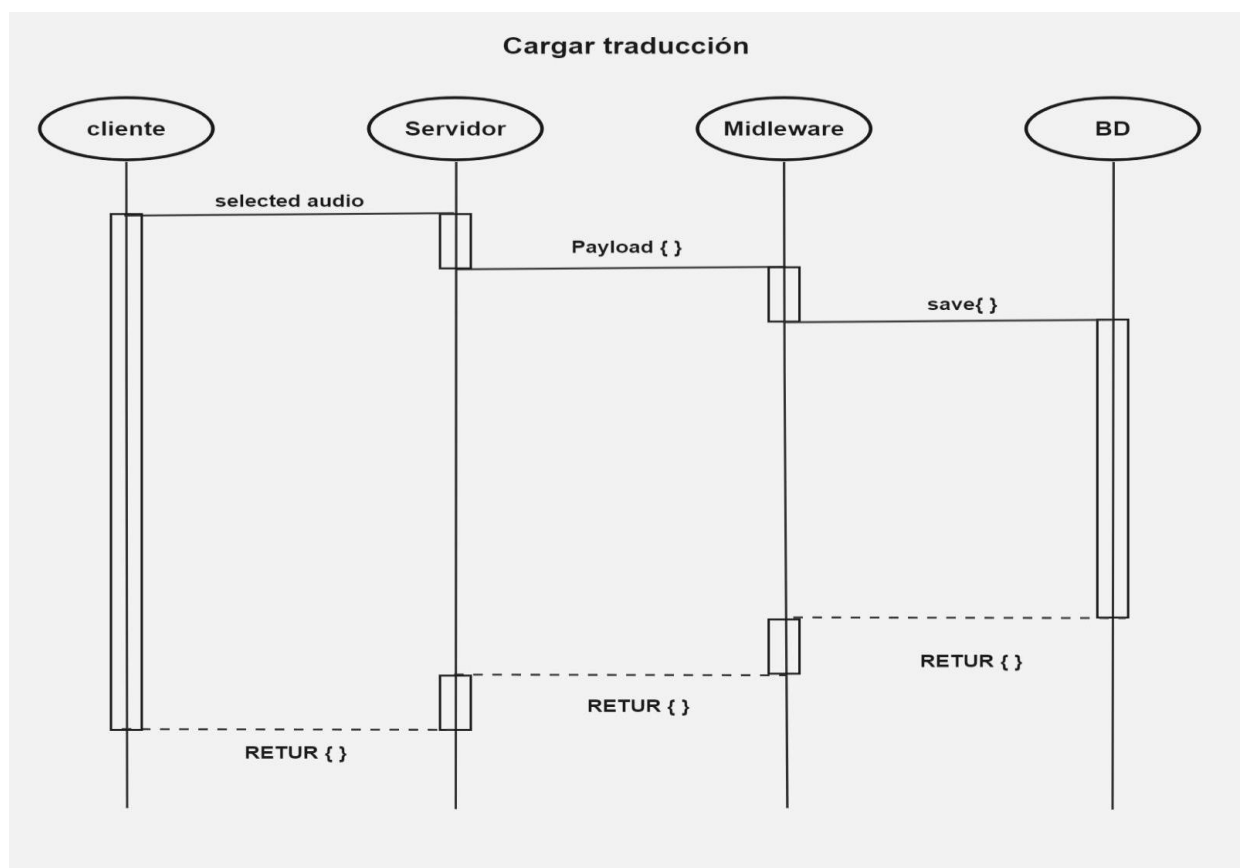 Cargar traducción
cliente
Servidor
Midleware
BD
selected audio
Payload { }
save{ }
RETUR { }
RETUR { }
RETUR { }